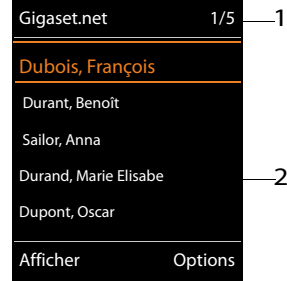 Gigaset.net 1/5 1
Dubois, François
Durant, Benoît
Sailor, Anna
Durand, Marie Elisabe 2
Dupont, Oscar
Afficher Options